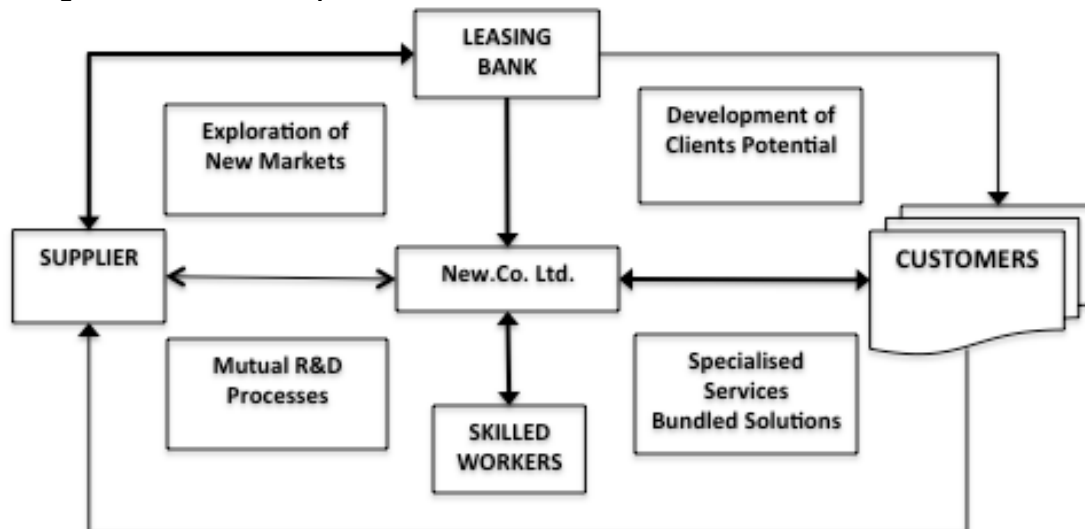 LEASING
BANK
Exploration of
New Markets
Development of
Clients Potential
SUPPLIER
New.Co. Ltd.
CUSTOMERS
Mutual R&D
Processes
Specialised
Services
Bundled Solutions
SKILLED
WORKERS